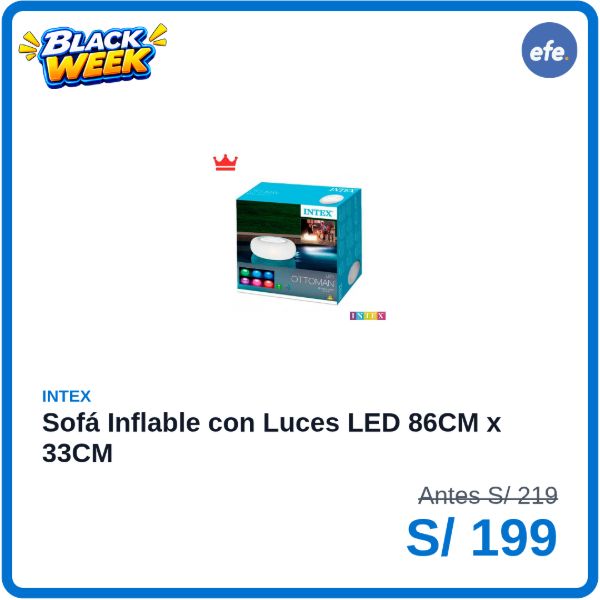 BLACK
WEEK
efe.
INTEX
OTTOMAN
INTEX
INTEX
Sofá Inflable con Luces LED 86CM x
33CM
Antes S/ 219
S/ 199